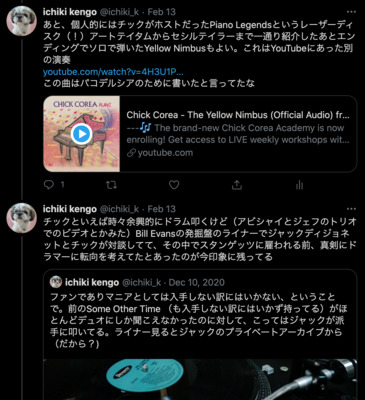 ichiki kengo @ichiki_k · Feb 13
あと、個人的にはチックがホストだったPiano Legendsというレーザーディ
スク（！）アートテイタムからセシルテイラーまで一通り紹介したあとエン
ディングでソロで弾いたYellow Nimbusもよい。これはYouTubeにあった別
の演奏
youtube.com/watch?v=4H3U1P...
この曲はパコデルシアのために書いたと言ってたな
CHICK COREA
Chick Corea - The Yellow Nimbus (Official Audio) fr...
--- The brand-new Chick Corea Academy is now
enrolling! Get access to LIVE weekly workshops wit...
youtube.com
1
ichiki kengo @ichiki_k · Feb 13
チックといえば時々余興的にドラム叩くけど（アビシャイとジェフのトリオ
でのビデオとかみた）Bill Evansの発掘盤のライナーでジャックディジョネ
ットとチックが対談してて、その中でスタンゲッツに雇われる前、真剣にド
ラマーに転向を考えてたとあったのが今印象に残ってる
ichiki kengo @ichiki_k · Dec 10, 2020
ファンでありマニアとしては入手しない訳にはいかない、ということ
で。前のSome Other Time （も入手しない訳にはいかず持ってる）がほ
とんどデュオにしか聞こえなかったのに対して、こってはジャックが派
手に叩いてる。ライナー見るとジャックのプライベートアーカイブから
（だから？）